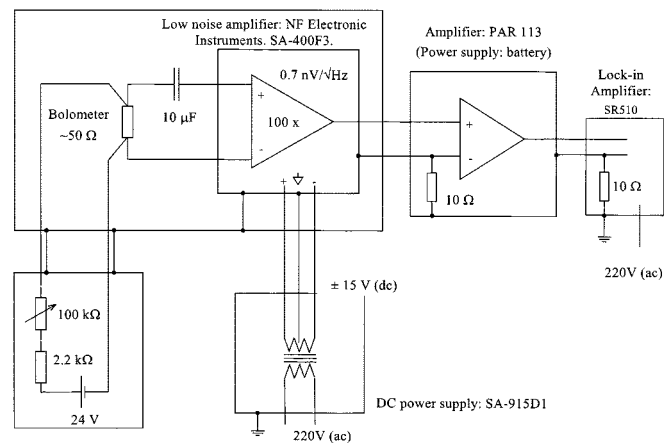 Low noise amplifier: NF Electronic
Instruments. SA-400F3.
Amplifier: PAR 113
(Power supply: battery)
Lock-in
Amplifier:
SR510
0.7 nV/√Hz
Bolometer
~50 Ω
10 μF
+
100 x
-
+
-
10 Ω
10 Ω
+ -
220V (ac)
± 15 V (dc)
100 kΩ
2.2 kΩ
24 V
DC power supply: SA-915D1
220V (ac)